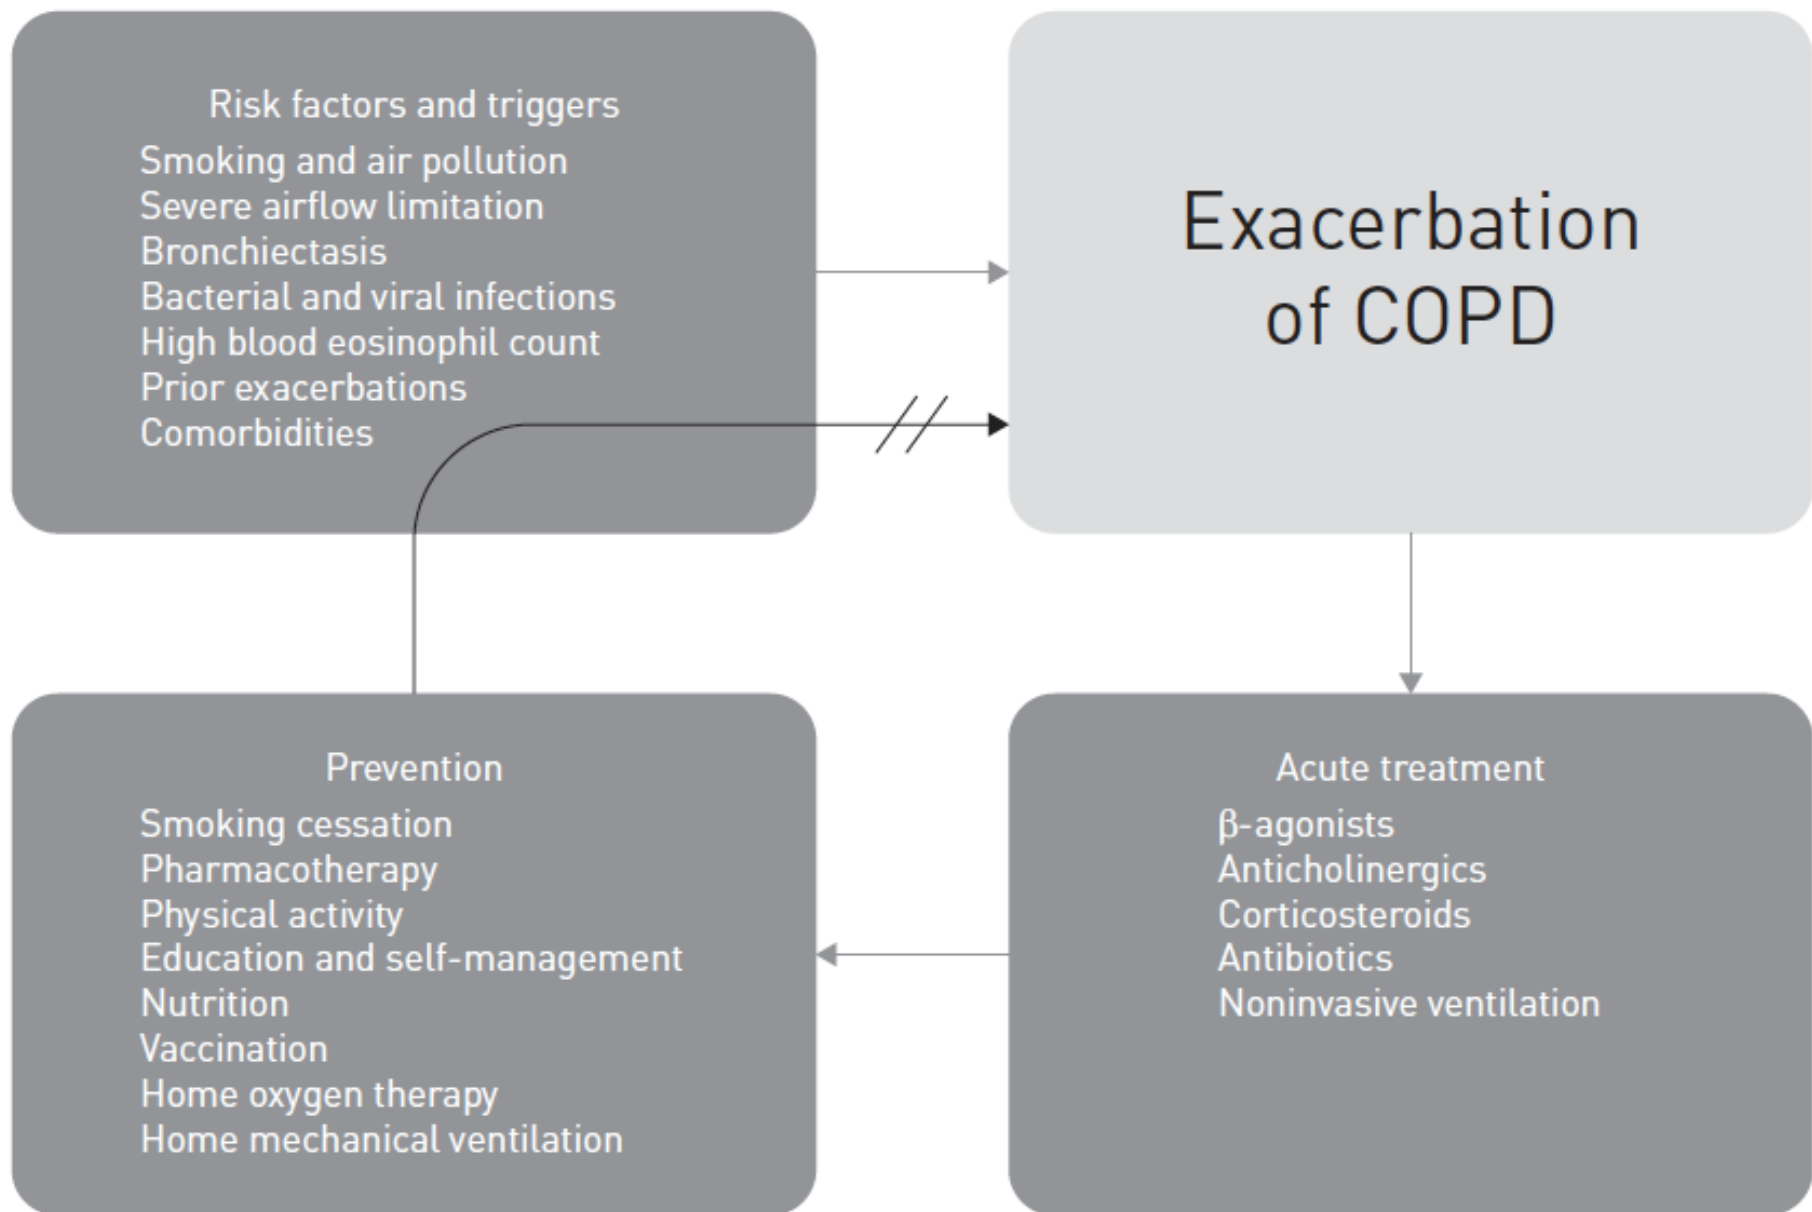 Risk factors and triggers
Smoking and air pollution
Severe airflow limitation
Bronchiectasis
Bacterial and viral infections
High blood eosinophil count
Prior exacerbations
Comorbidities
Exacerbation
of COPD
Prevention
Smoking cessation
Pharmacotherapy
Physical activity
Education and self-management
Nutrition
Vaccination
Home oxygen therapy
Home mechanical ventilation
Acute treatment
β-agonists
Anticholinergics
Corticosteroids
Antibiotics
Noninvasive ventilation